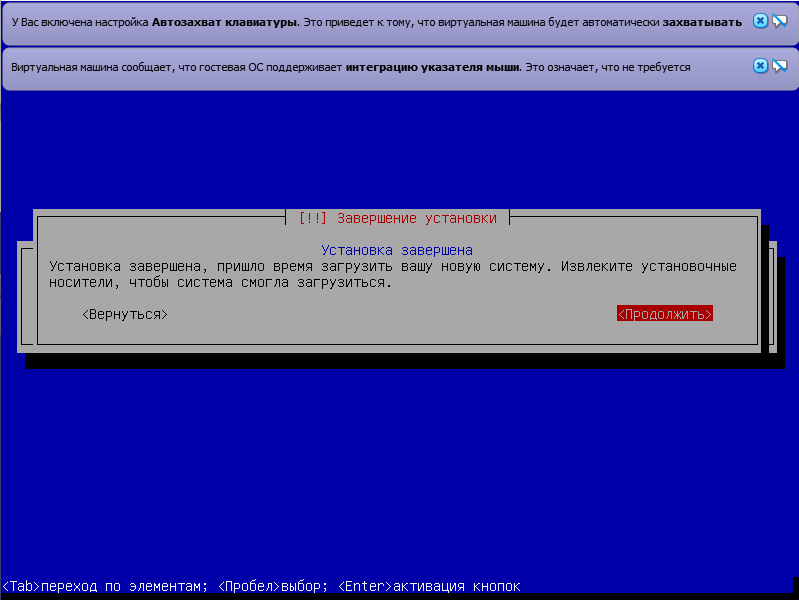 У Вас включена настройка Автозахват клавиатуры. Это приведет к тому, что виртуальная машина будет автоматически захватывать
Виртуальная машина сообщает, что гостевая ОС поддерживает интеграцию указателя мыши. Это означает, что не требуется
[!!] Завершение установки
Установка завершена
Установка завершена, пришло время загрузить вашу новую систему. Извлеките установочные
носители, чтобы система смогла загрузиться.
<Вернуться> <Продолжить>
<Tab>переход по элементам; <Пробел>выбор; <Enter>активация кнопок